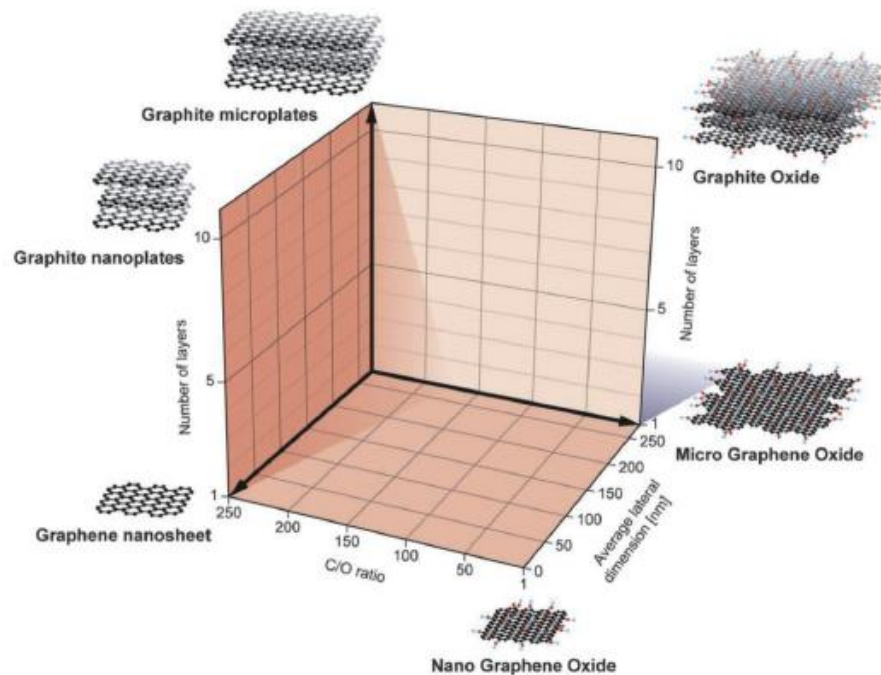 Graphite microplates
Graphite Oxide
Graphite nanoplates
10
5
1
Number of layers
10
5
1
Number of layers
Graphene nanosheet
250
200
150
100
50
1
C/O ratio
0
50
100
150
200
250
Average lateral
dimension [nm]
Micro Graphene Oxide
Nano Graphene Oxide